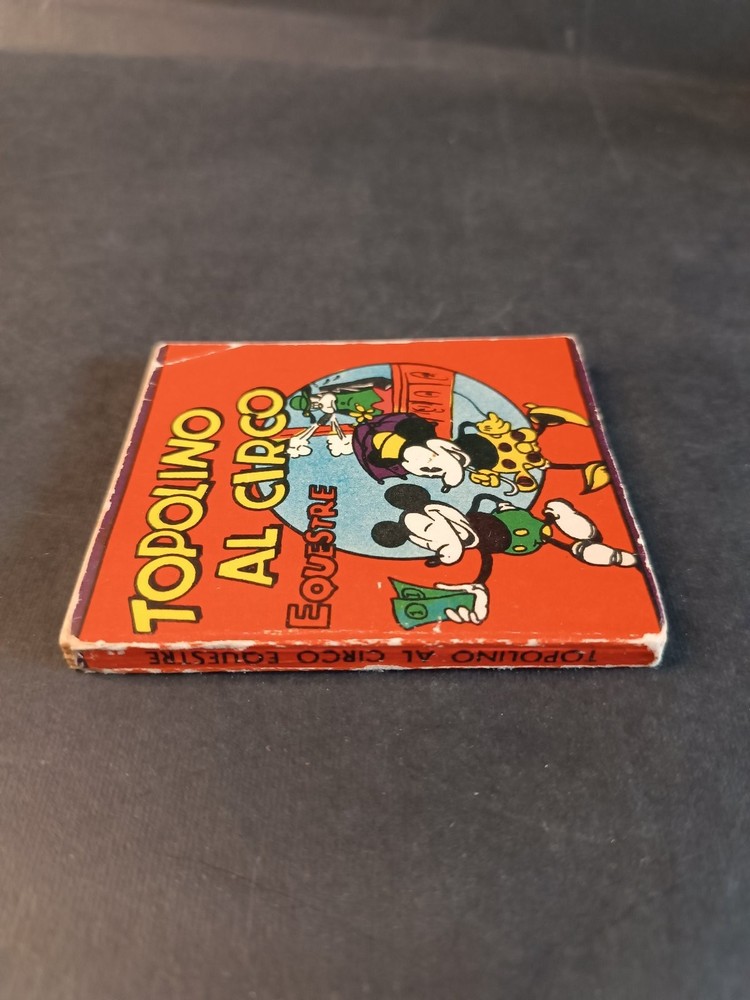 TOPOLINO
AL CIRCO
EQUESTRE
TOPOLINO AL CIRCO EQUESTRE